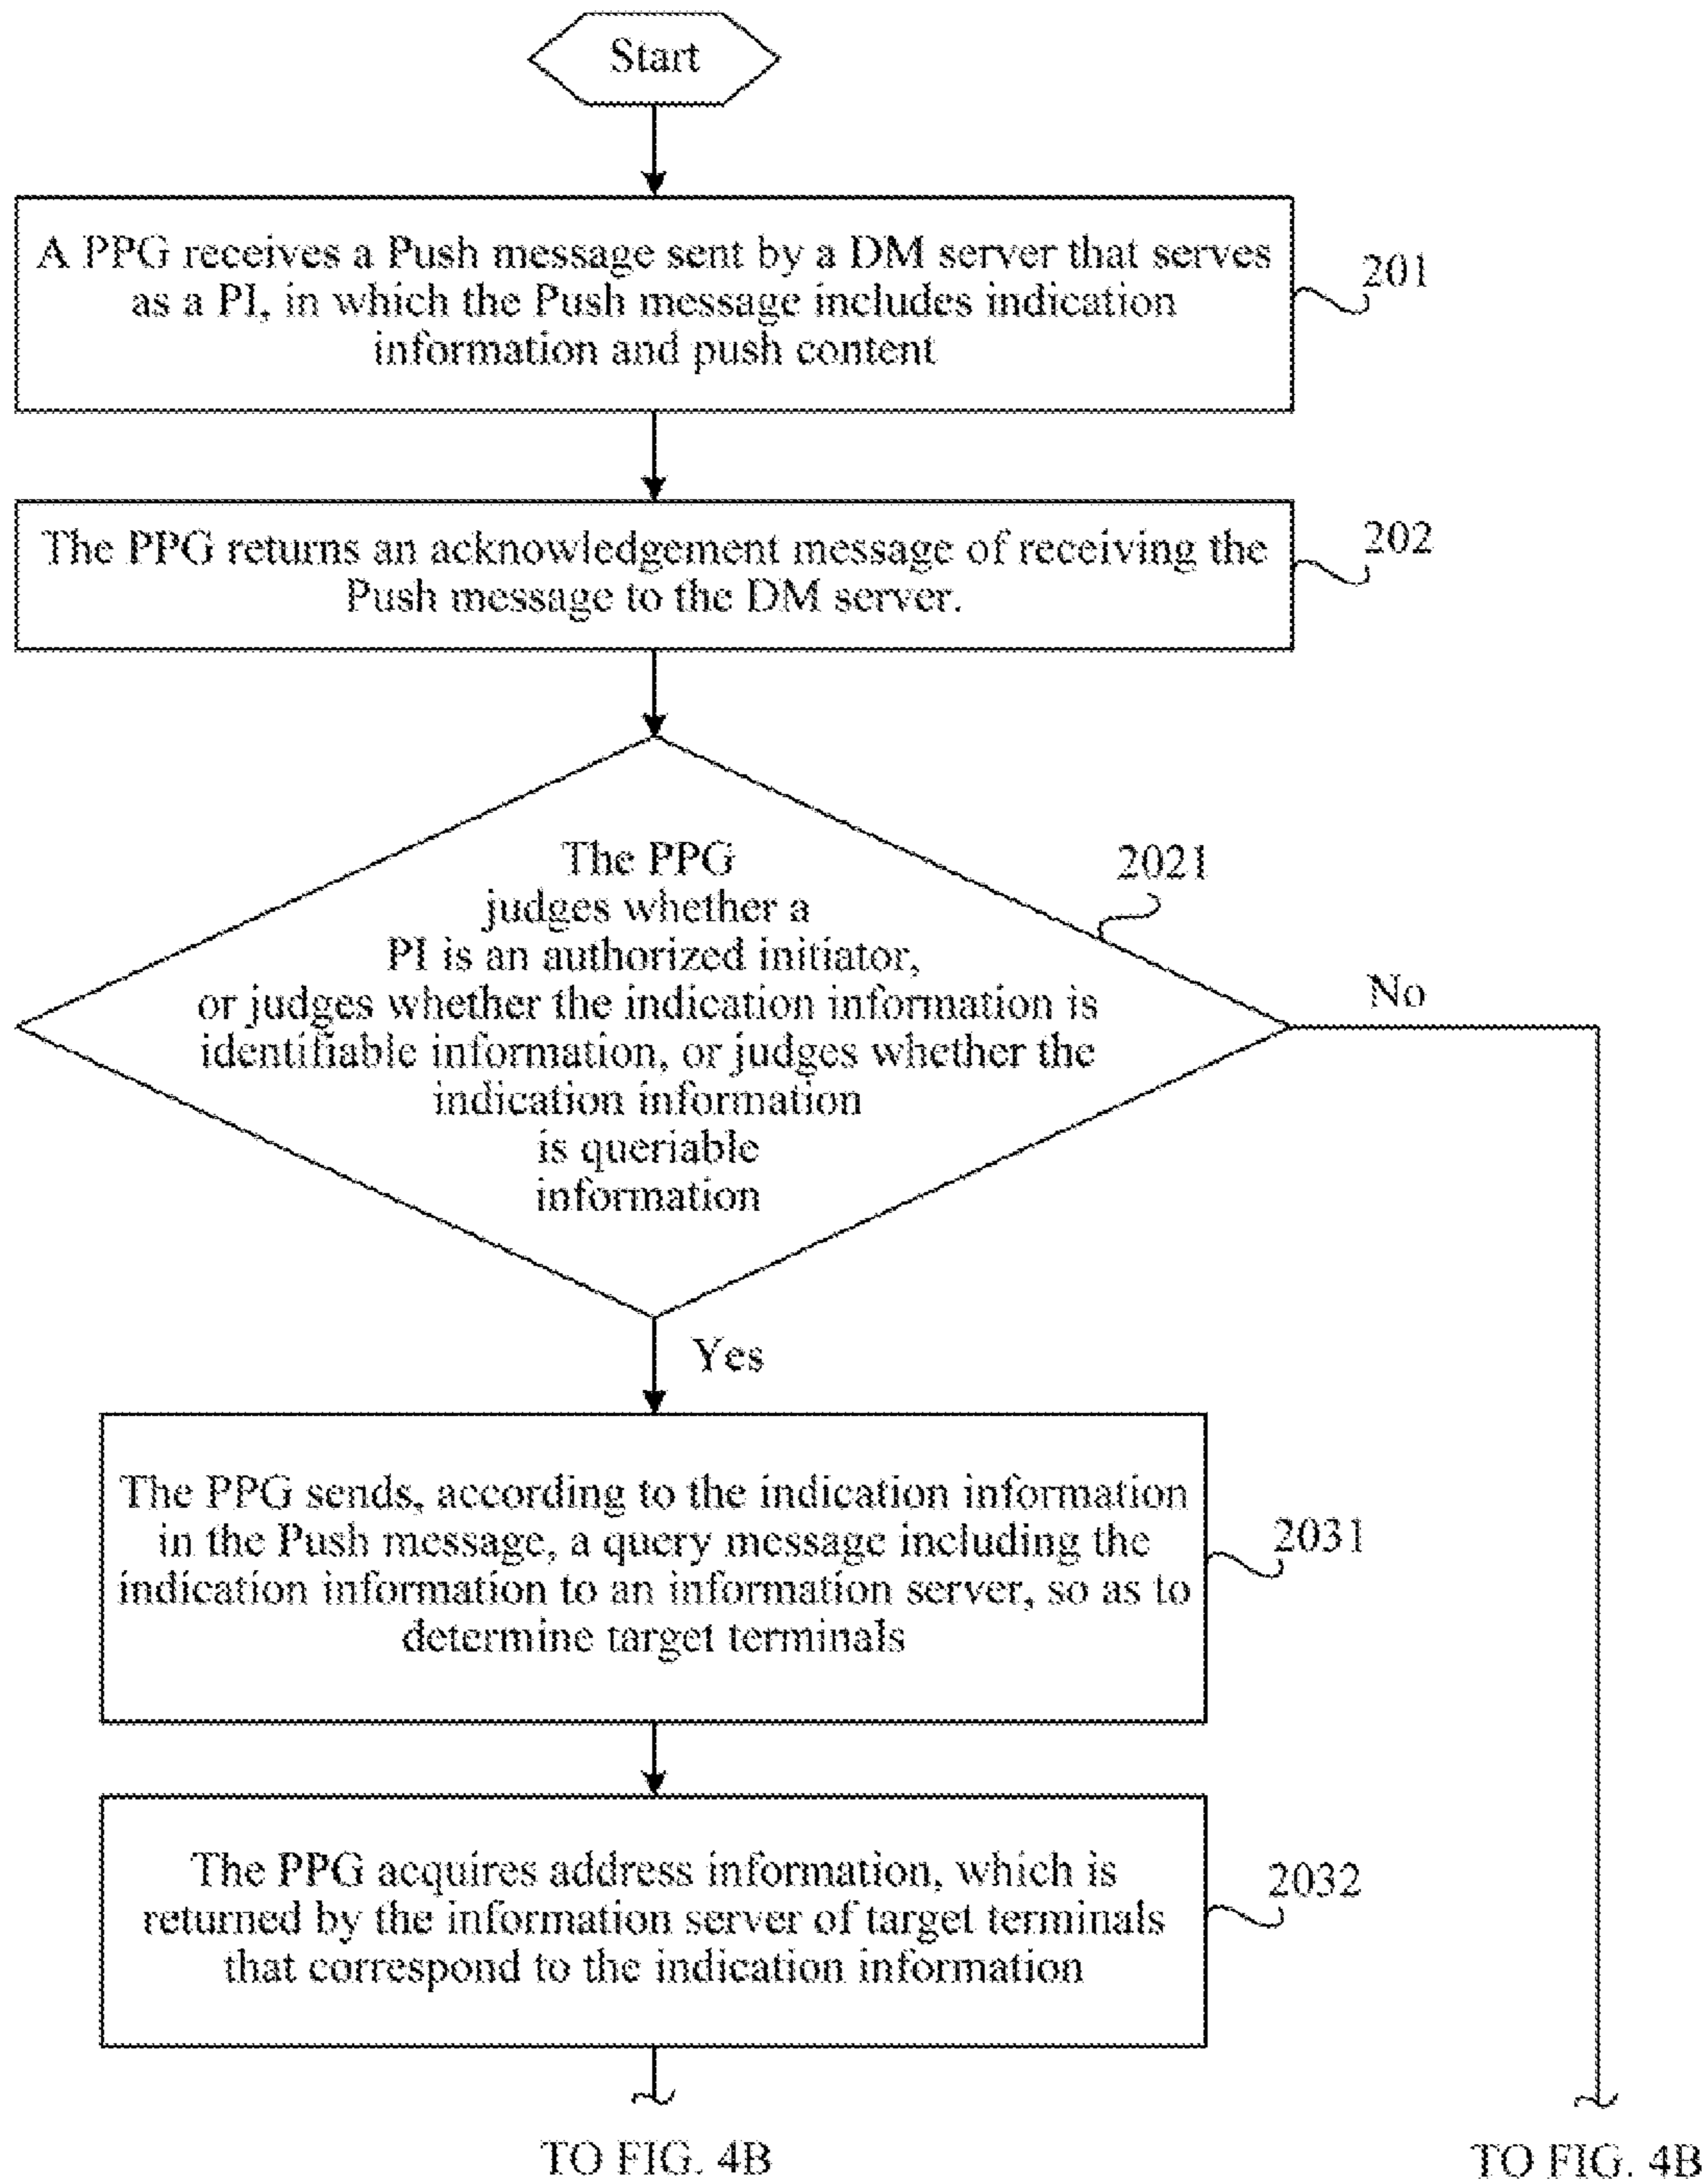 Start
A PPG receives a Push message sent by a DM server that serves
as a PI, in which the Push message includes indication
information and push content
201
The PPG returns an acknowledgement message of receiving the
Push message to the DM server.
202
The PPG
judges whether a
PI is an authorized initiator,
or judges whether the indication information is
identifiable information, or judges whether the
indication information
is queriable
information
2021
No
Yes
The PPG sends, according to the indication information
in the Push message, a query message including the
indication information to an information server, so as to
determine target terminals
2031
The PPG acquires address information, which is
returned by the information server of target terminals
that correspond to the indication information
2032
TO FIG. 4B
TO FIG. 4B